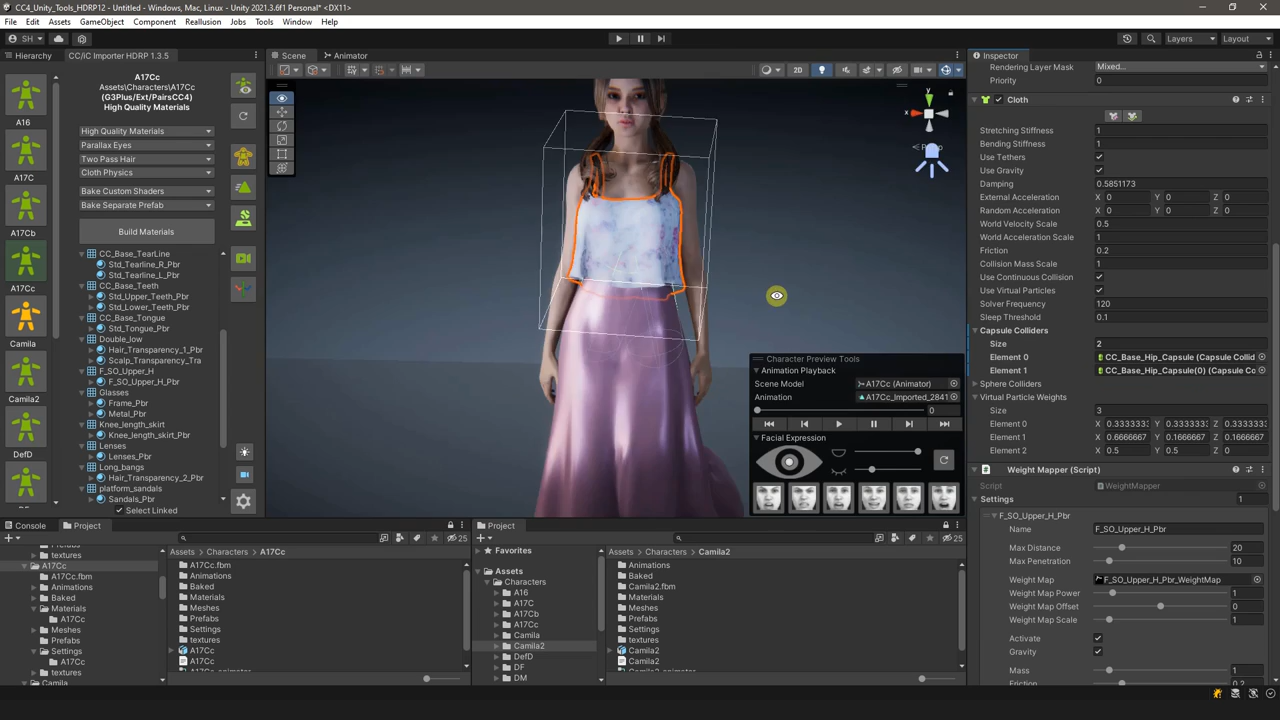 CC4_Unity_Tools_HDRP12 - Untitled - Windows, Mac, Linux - Unity 2021.3.6f1 Personal* <DX11>
File Edit Assets GameObject Component Reallusion Jobs Tools Window Help
SH
Layers Layout
Hierarchy CC/iC Importer HDRP 1.3.5
A16
A17C
A17Cb
A17Cc
Camila
Camila2
DefD
A17Cc
Assets\Characters\A17Cc
(G3Plus/Ext/PairsCC4)
High Quality Materials
High Quality Materials
Parallax Eyes
Two Pass Hair
Cloth Physics
Bake Custom Shaders
Bake Separate Prefab
Build Materials
CC_Base_TearLine
Std_Tearline_R_Pbr
Std_Tearline_L_Pbr
CC_Base_Teeth
Std_Upper_Teeth_Pbr
Std_Lower_Teeth_Pbr
CC_Base_Tongue
Std_Tongue_Pbr
Double_low
Hair_Transparency_1_Pbr
Scalp_Transparency_Tra
F_SO_Upper_H
F_SO_Upper_H_Pbr
Glasses
Frame_Pbr
Metal_Pbr
Knee_length_skirt
Knee_length_skirt_Pbr
Lenses
Lenses_Pbr
Long_bangs
Hair_Transparency_2_Pbr
platform_sandals
Sandals_Pbr
Select Linked
Scene Animator
2D
y
x
Character Preview Tools
Animation Playback
Scene Model A17Cc (Animator)
Animation A17Cc_Imported_2841
0
Facial Expression
Inspector
Rendering Layer Mask Mixed...
Priority 0
Cloth
Stretching Stiffness 1
Bending Stiffness 1
Use Tethers
Use Gravity
Damping 0.5851173
External Acceleration X 0 Y 0 Z 0
Random Acceleration X 0 Y 0 Z 0
World Velocity Scale 0.5
World Acceleration Scale 1
Friction 0.2
Collision Mass Scale 1
Use Continuous Collision
Use Virtual Particles
Solver Frequency 120
Sleep Threshold 0.1
Capsule Colliders
Size 2
Element 0 CC_Base_Hip_Capsule (Capsule Collid
Element 1 CC_Base_Hip_Capsule(0) (Capsule Co
Sphere Colliders
Virtual Particle Weights
Size 3
Element 0 0.3333333 0.3333333 0.3333333
Element 1 0.6666667 0.1666667 0.1666667
Element 2 0.5 0.5 0
Weight Mapper (Script)
Script WeightMapper
Settings 1
F_SO_Upper_H_Pbr
Name F_SO_Upper_H_Pbr
Max Distance 20
Max Penetration 10
Weight Map F_SO_Upper_H_Pbr_WeightMap
Weight Map Power 1
Weight Map Offset 0
Weight Map Scale 1
Activate
Gravity
Mass 1
Friction 0.2
Console Project
25
textures
A17Cc
A17Cc.fbm
Animations
Baked
Materials
A17Cc
Meshes
Prefabs
Settings
A17Cc
textures
Camila
Assets > Characters > A17Cc
A17Cc.fbm
Animations
Baked
Materials
Meshes
Prefabs
Settings
textures
A17Cc
A17Cc
Project
25
Favorites
Assets
Characters
A16
A17C
A17Cb
A17Cc
Camila
Camila2
DefD
DF
DM
Assets > Characters > Camila2
Animations
Baked
Camila2.fbm
Materials
Meshes
Prefabs
Settings
textures
Camila2
Camila2